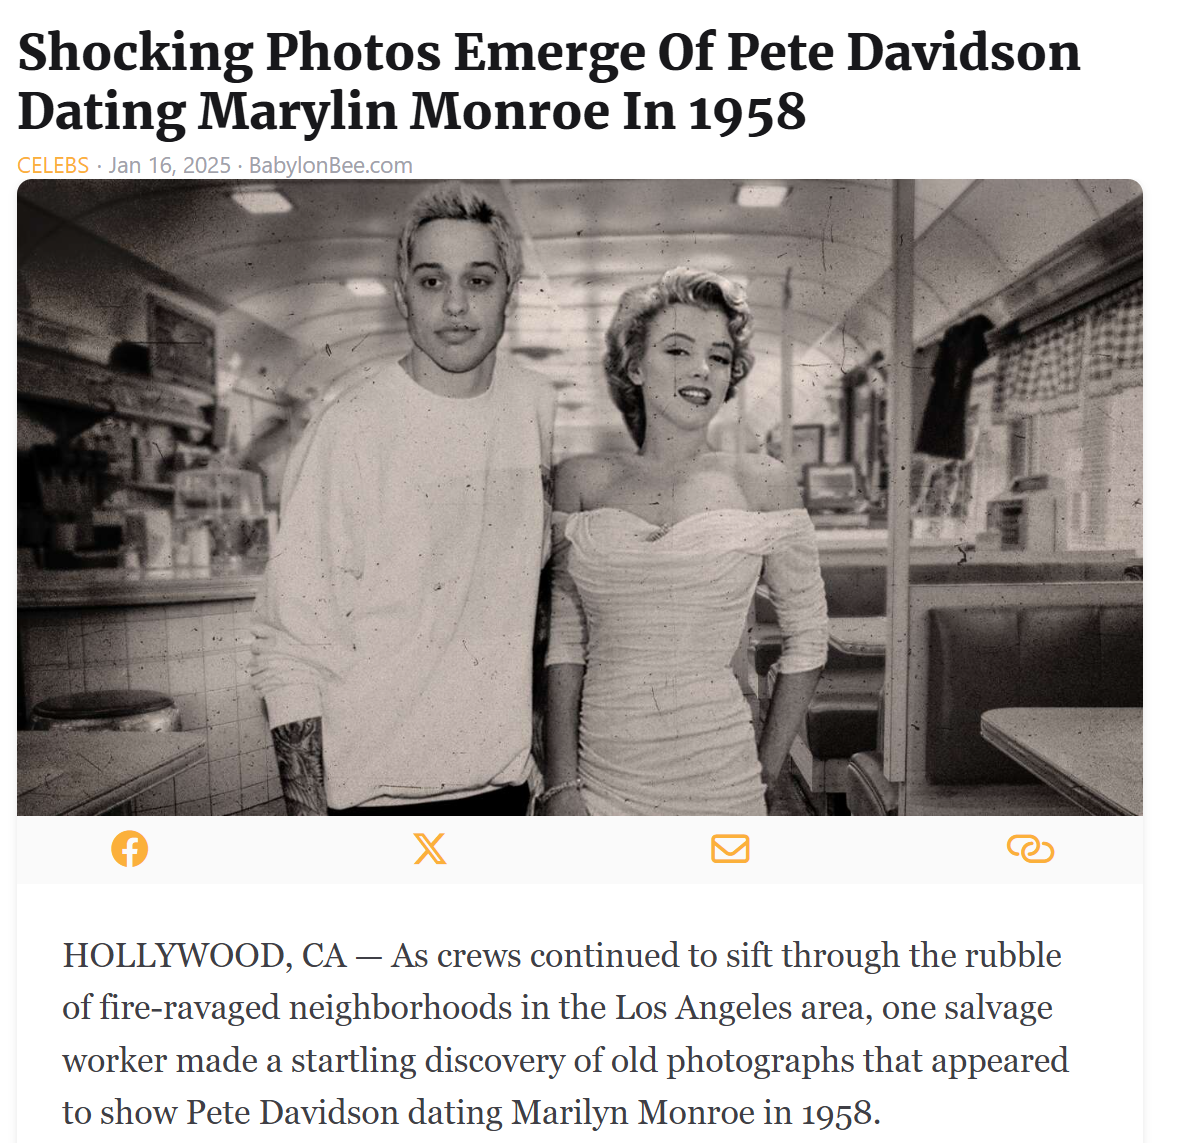 Shocking Photos Emerge Of Pete Davidson
Dating Marylin Monroe In 1958
CELEBS · Jan 16, 2025 · BabylonBee.com
HOLLYWOOD, CA — As crews continued to sift through the rubble
of fire-ravaged neighborhoods in the Los Angeles area, one salvage
worker made a startling discovery of old photographs that appeared
to show Pete Davidson dating Marilyn Monroe in 1958.